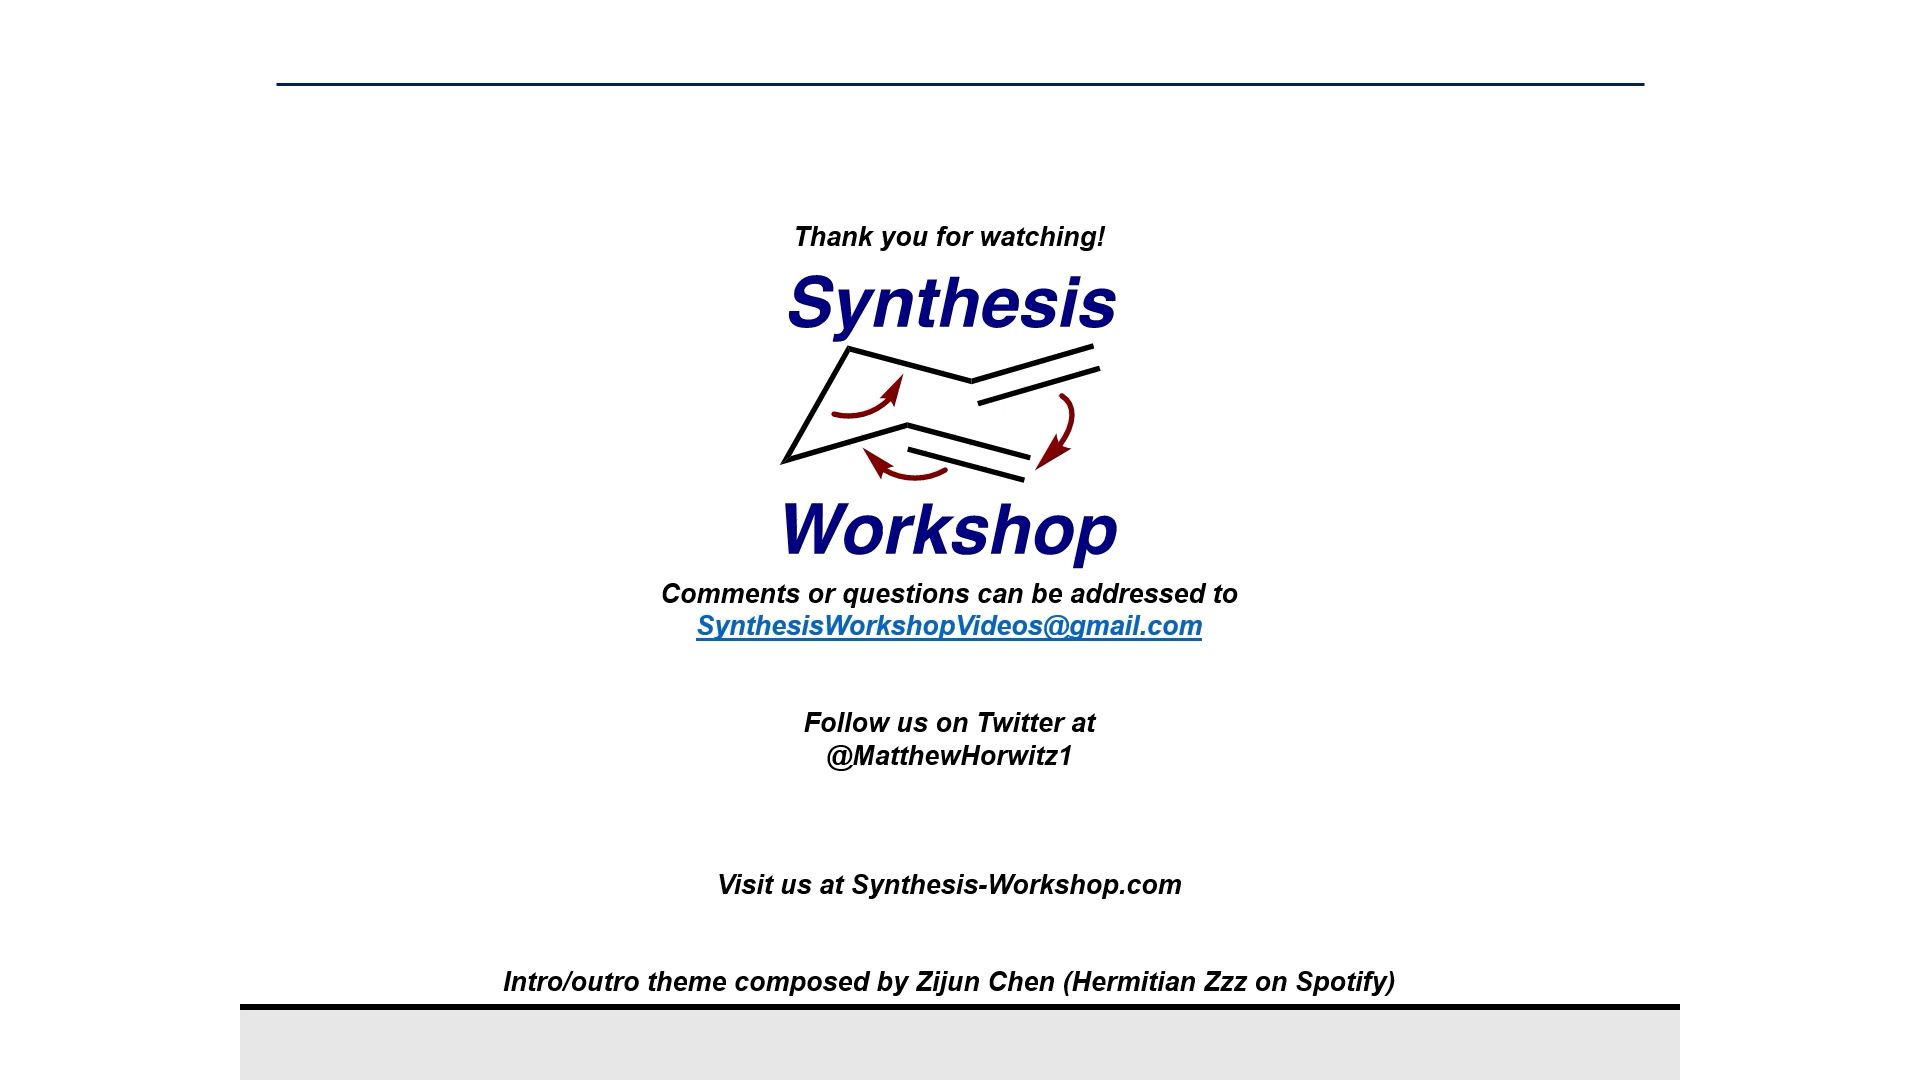 Thank you for watching!
Synthesis
Workshop
Comments or questions can be addressed to
SynthesisWorkshopVideos@gmail.com
Follow us on Twitter at
@MatthewHorwitz1
Visit us at Synthesis-Workshop.com
Intro/outro theme composed by Zijun Chen (Hermitian Zzz on Spotify)